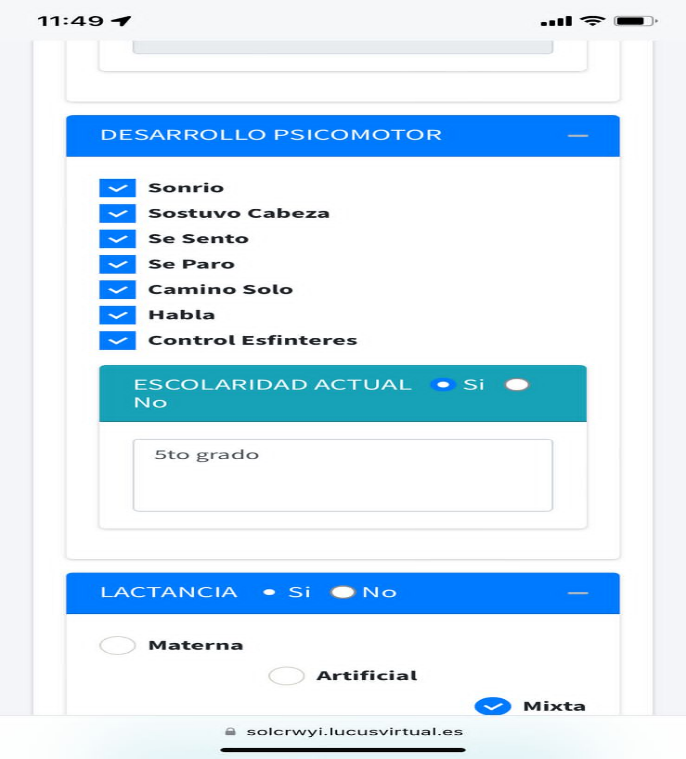 11:49
DESARROLLO PSICOMOTOR
Sonrio
Sostuvo Cabeza
Se Sento
Se Paro
Camino Solo
Habla
Control Esfinteres
ESCOLARIDAD ACTUAL Si
No
5to grado
LACTANCIA Si No
Materna
Artificial
Mixta
solcrwyi.lucusvirtual.es